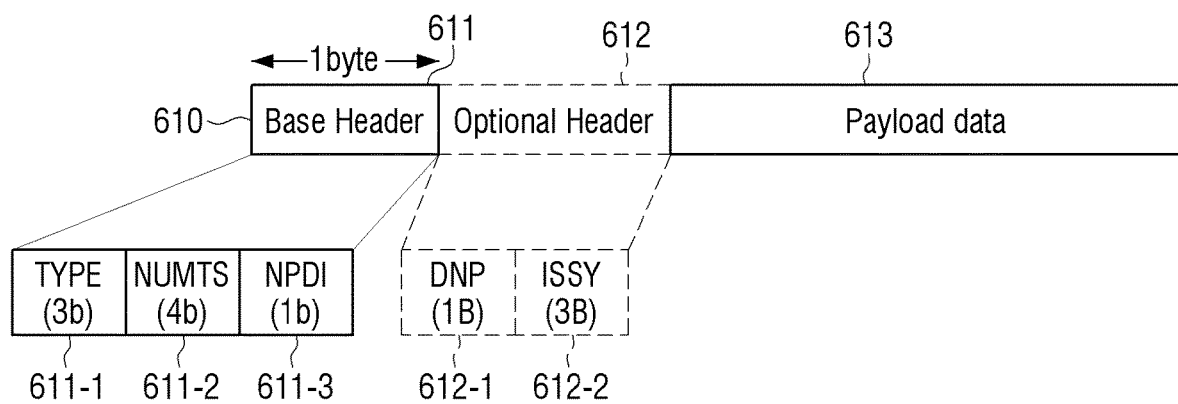 611
612
613
1byte
610
Base Header
Optional Header
Payload data
TYPE
(3b)
NUMTS
(4b)
NPDI
(1b)
DNP
(1B)
ISSY
(3B)
611-1
611-2
611-3
612-1
612-2